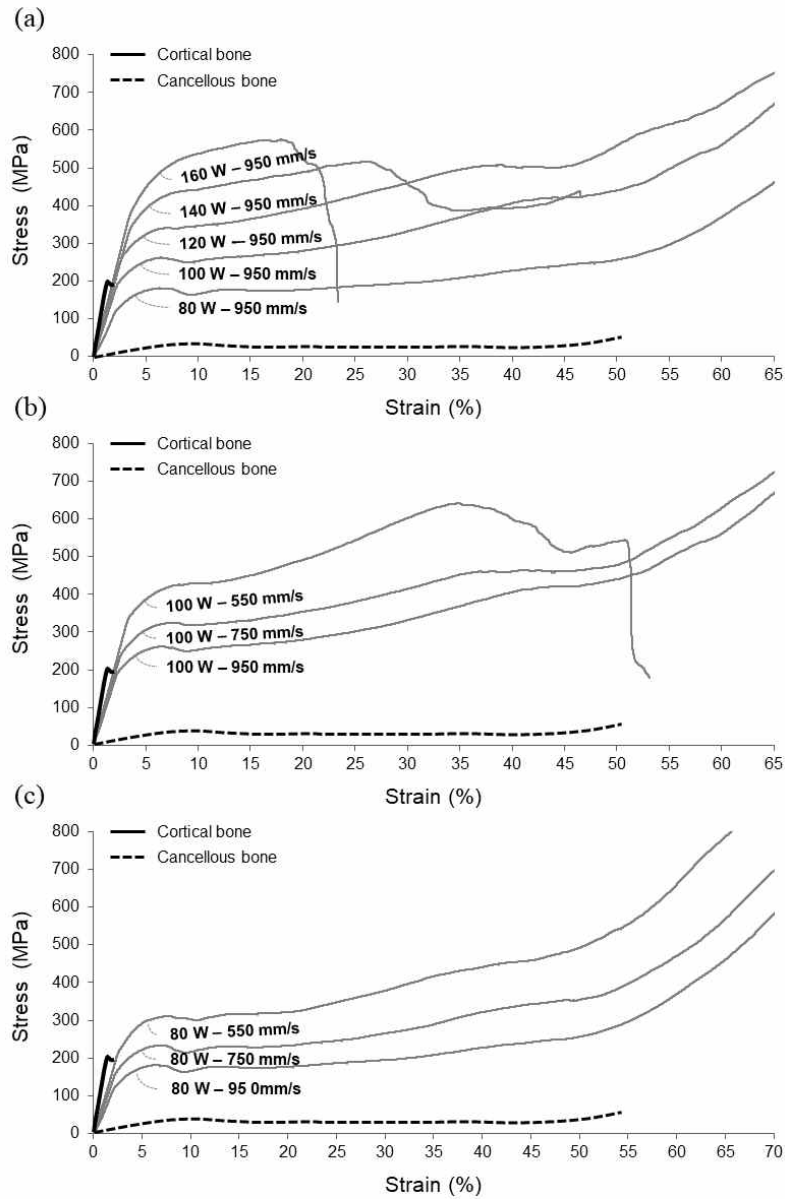 (a)
Cortical bone
Cancellous bone
800
700
600
500
400
300
200
100
0
Stress (MPa)
160 W – 950 mm/s
140 W – 950 mm/s
120 W –- 950 mm/s
100 W – 950 mm/s
80 W – 950 mm/s
0 5 10 15 20 25 30 35 40 45 50 55 60 65
Strain (%)
(b)
Cortical bone
Cancellous bone
800
700
600
500
400
300
200
100
0
Stress (MPa)
100 W – 550 mm/s
100 W – 750 mm/s
100 W – 950 mm/s
0 5 10 15 20 25 30 35 40 45 50 55 60 65
Strain (%)
(c)
Cortical bone
Cancellous bone
800
700
600
500
400
300
200
100
0
Stress (MPa)
80 W – 550 mm/s
80 W – 750 mm/s
80 W – 95 0mm/s
0 5 10 15 20 25 30 35 40 45 50 55 60 65 70
Strain (%)